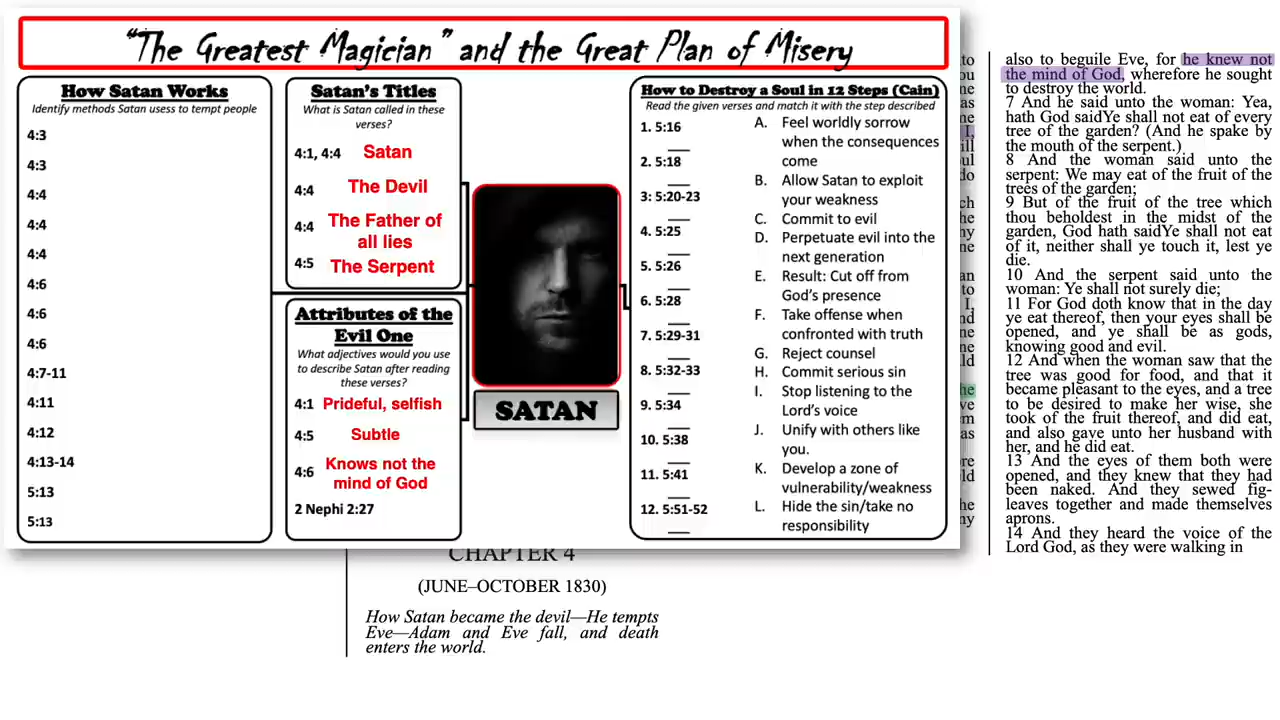 "The Greatest Magician" and the Great Plan of Misery
How Satan Works
Identify methods Satan usess to tempt people
4:3
4:3
4:4
4:4
4:4
4:6
4:6
4:6
4:7-11
4:11
4:12
4:13-14
5:13
5:13
Satan's Titles
What is Satan called in these
verses?
4:1, 4:4 Satan
4:4 The Devil
4:4 The Father of
all lies
4:5 The Serpent
Attributes of the
Evil One
What adjectives would you use
to describe Satan after reading
these verses?
4:1 Prideful, selfish
4:5 Subtle
4:6 Knows not the
mind of God
2 Nephi 2:27
SATAN
How to Destroy a Soul in 12 Steps (Cain)
Read the given verses and match it with the step described
1. 5:16
___
2. 5:18
___
3: 5:20-23
___
4. 5:25
___
5. 5:26
___
6. 5:28
___
7. 5:29-31
___
8. 5:32-33
___
9. 5:34
___
10. 5:38
___
11. 5:41
___
12. 5:51-52
___
A. Feel worldly sorrow
when the consequences
come
B. Allow Satan to exploit
your weakness
C. Commit to evil
D. Perpetuate evil into the
next generation
E. Result: Cut off from
God's presence
F. Take offense when
confronted with truth
G. Reject counsel
H. Commit serious sin
I. Stop listening to the
Lord's voice
J. Unify with others like
you.
K. Develop a zone of
vulnerability/weakness
L. Hide the sin/take no
responsibility
CHAPTER 4
(JUNE–OCTOBER 1830)
How Satan became the devil—He tempts
Eve—Adam and Eve fall, and death
enters the world.
also to beguile Eve, for he knew not
the mind of God, wherefore he sought
to destroy the world.
7 And he said unto the woman: Yea,
hath God saidYe shall not eat of every
tree of the garden? (And he spake by
the mouth of the serpent.)
8 And the woman said unto the
serpent: We may eat of the fruit of the
trees of the garden;
9 But of the fruit of the tree which
thou beholdest in the midst of the
garden, God hath saidYe shall not eat
of it, neither shall ye touch it, lest ye
die.
10 And the serpent said unto the
woman: Ye shall not surely die;
11 For God doth know that in the day
ye eat thereof, then your eyes shall be
opened, and ye shall be as gods,
knowing good and evil.
12 And when the woman saw that the
tree was good for food, and that it
became pleasant to the eyes, and a tree
to be desired to make her wise, she
took of the fruit thereof, and did eat,
and also gave unto her husband with
her, and he did eat.
13 And the eyes of them both were
opened, and they knew that they had
been naked. And they sewed fig-
leaves together and made themselves
aprons.
14 And they heard the voice of the
Lord God, as they were walking in